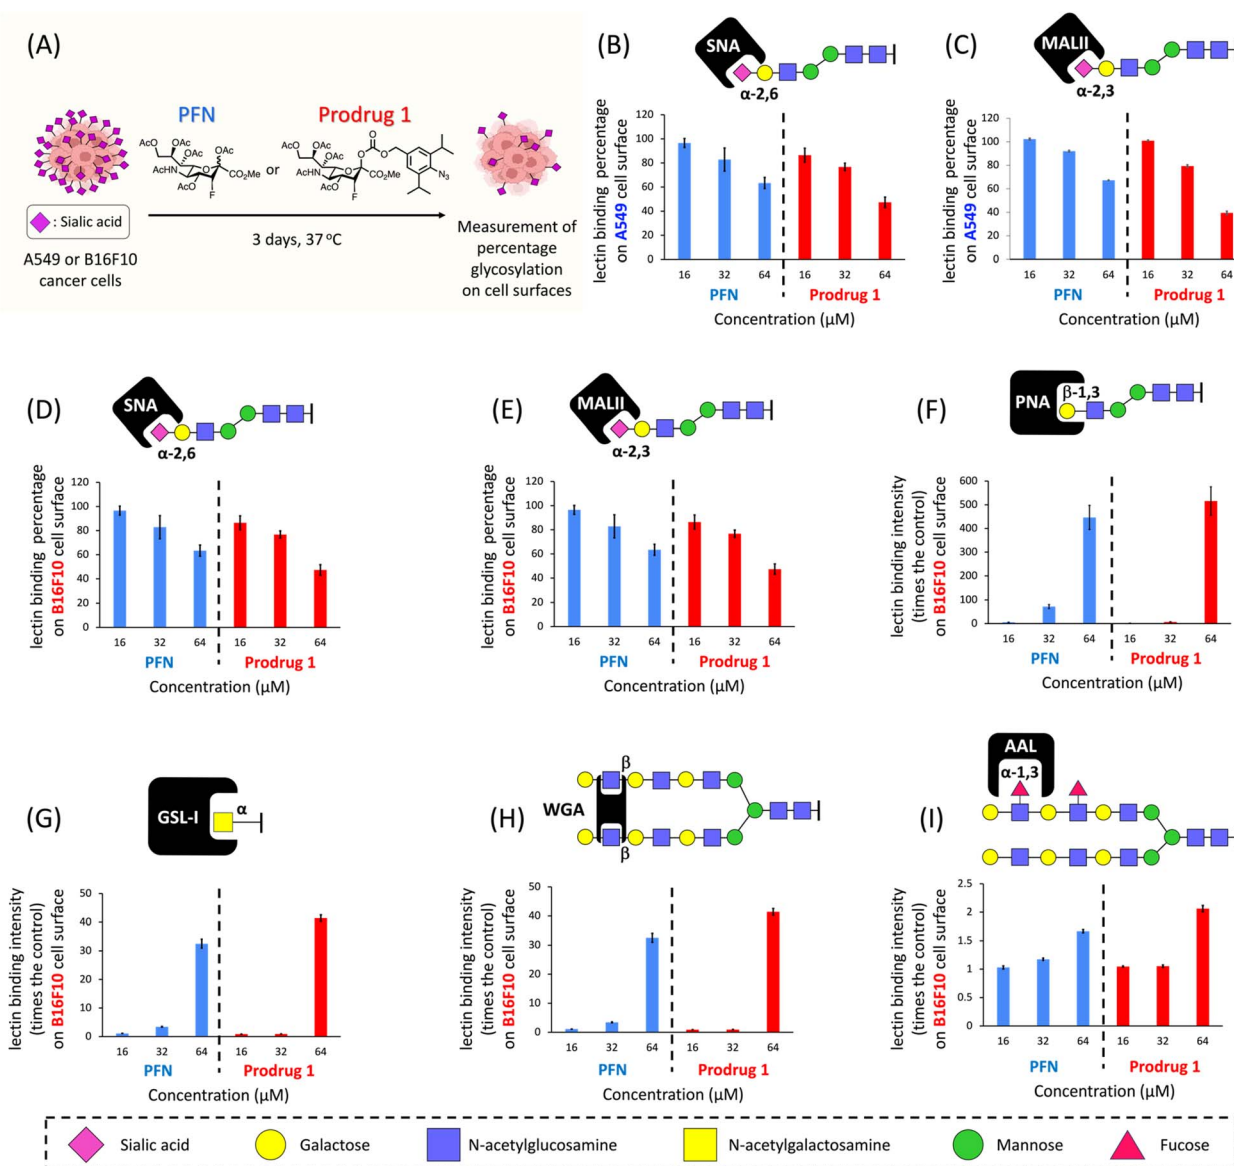 (A)
PFN
Prodrug 1
AcO
OAc
OAc
OAc
AcHN
CO₂Me
AcO
F
or
AcO
OAc
OAc
AcHN
CO₂Me
AcO
F
O
O
O
N₃
: Sialic acid
A549 or B16F10
cancer cells
3 days, 37 ºC
Measurement of
percentage
glycosylation
on cell surfaces
(B)
SNA
α-2,6
lectin binding percentage
on A549 cell surface
120
100
80
60
40
20
0
16 32 64 16 32 64
PFN Prodrug 1
Concentration (μM)
(C)
MALII
α-2,3
lectin binding percentage
on A549 cell surface
120
100
80
60
40
20
0
16 32 64 16 32 64
PFN Prodrug 1
Concentration (μM)
(D)
SNA
α-2,6
lectin binding percentage
on B16F10 cell surface
120
100
80
60
40
20
0
16 32 64 16 32 64
PFN Prodrug 1
Concentration (μM)
(E)
MALII
α-2,3
lectin binding percentage
on B16F10 cell surface
120
100
80
60
40
20
0
16 32 64 16 32 64
PFN Prodrug 1
Concentration (μM)
(F)
PNA
β-1,3
lectin binding intensity
(times the control)
on B16F10 cell surface
600
500
400
300
200
100
0
16 32 64 16 32 64
PFN Prodrug 1
Concentration (μM)
(G)
GSL-I
α
lectin binding intensity
(times the control)
on B16F10 cell surface
50
40
30
20
10
0
16 32 64 16 32 64
PFN Prodrug 1
Concentration (μM)
(H)
WGA
β
β
lectin binding intensity
(times the control)
on B16F10 cell surface
50
40
30
20
10
0
16 32 64 16 32 64
PFN Prodrug 1
Concentration (μM)
(I)
AAL
α-1,3
lectin binding intensity
(times the control)
on B16F10 cell surface
2.5
2
1.5
1
0.5
0
16 32 64 16 32 64
PFN Prodrug 1
Concentration (μM)
Sialic acid
Galactose
N-acetylglucosamine
N-acetylgalactosamine
Mannose
Fucose